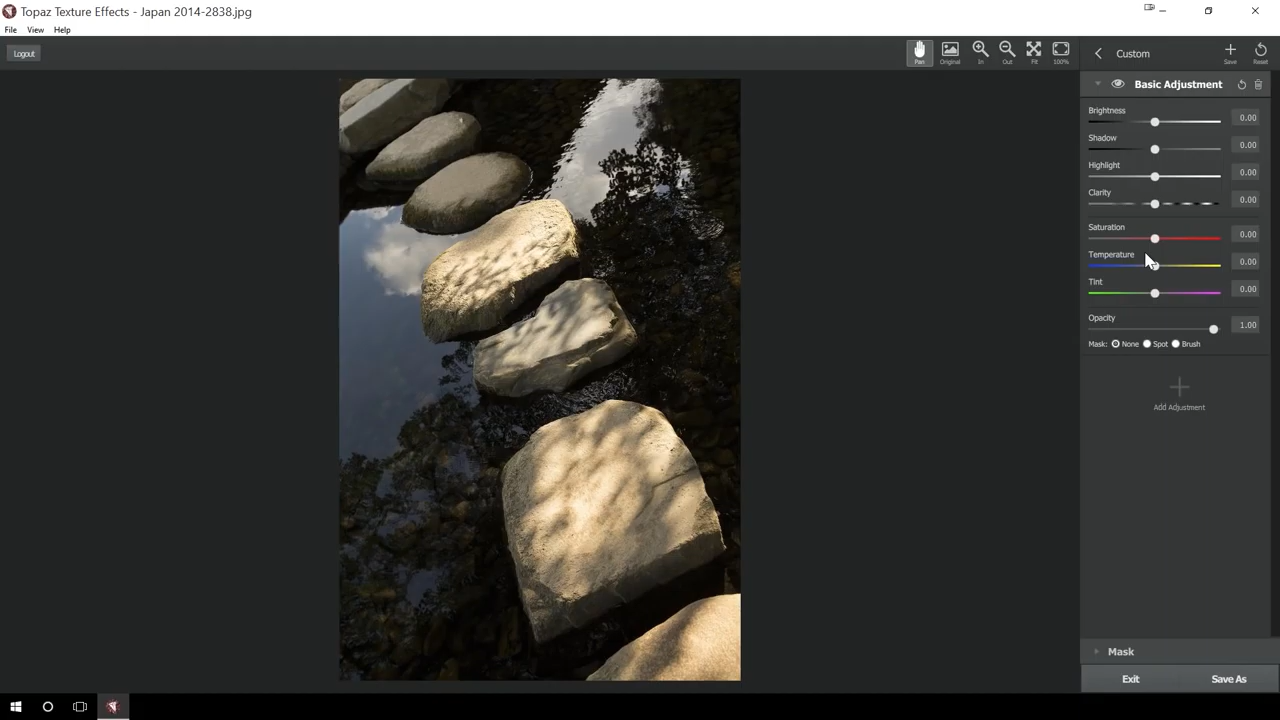 Topaz Texture Effects - Japan 2014-2838.jpg
File View Help
Logout
Pan Original In Out Fit 100%
Custom
Save Reset
Basic Adjustment
Brightness 0.00
Shadow 0.00
Highlight 0.00
Clarity 0.00
Saturation 0.00
Temperature 0.00
Tint 0.00
Opacity 1.00
Mask: None Spot Brush
Add Adjustment
Mask
Exit Save As